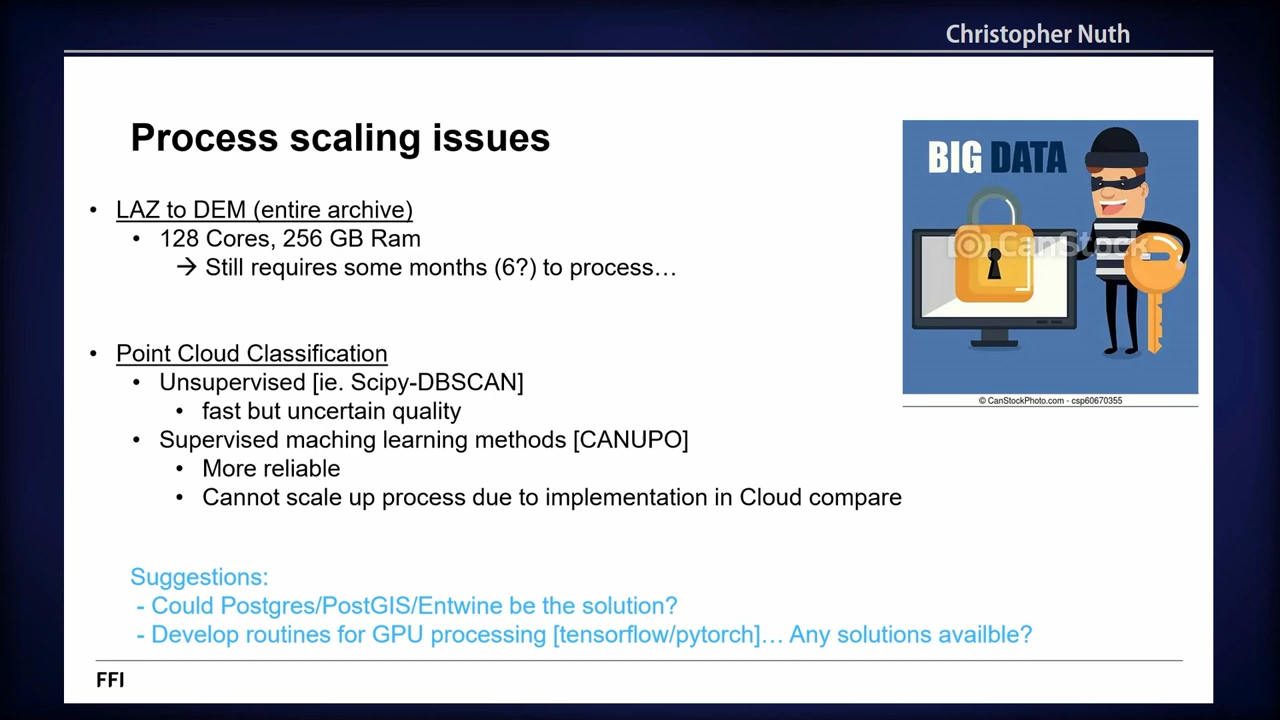 Christopher Nuth
Process scaling issues
BIG DATA
CanStock
© CanStockPhoto.com - csp60670355
• LAZ to DEM (entire archive)
• 128 Cores, 256 GB Ram
→ Still requires some months (6?) to process…
• Point Cloud Classification
• Unsupervised [ie. Scipy-DBSCAN]
• fast but uncertain quality
• Supervised maching learning methods [CANUPO]
• More reliable
• Cannot scale up process due to implementation in Cloud compare
Suggestions:
- Could Postgres/PostGIS/Entwine be the solution?
- Develop routines for GPU processing [tensorflow/pytorch]… Any solutions availble?
FFI